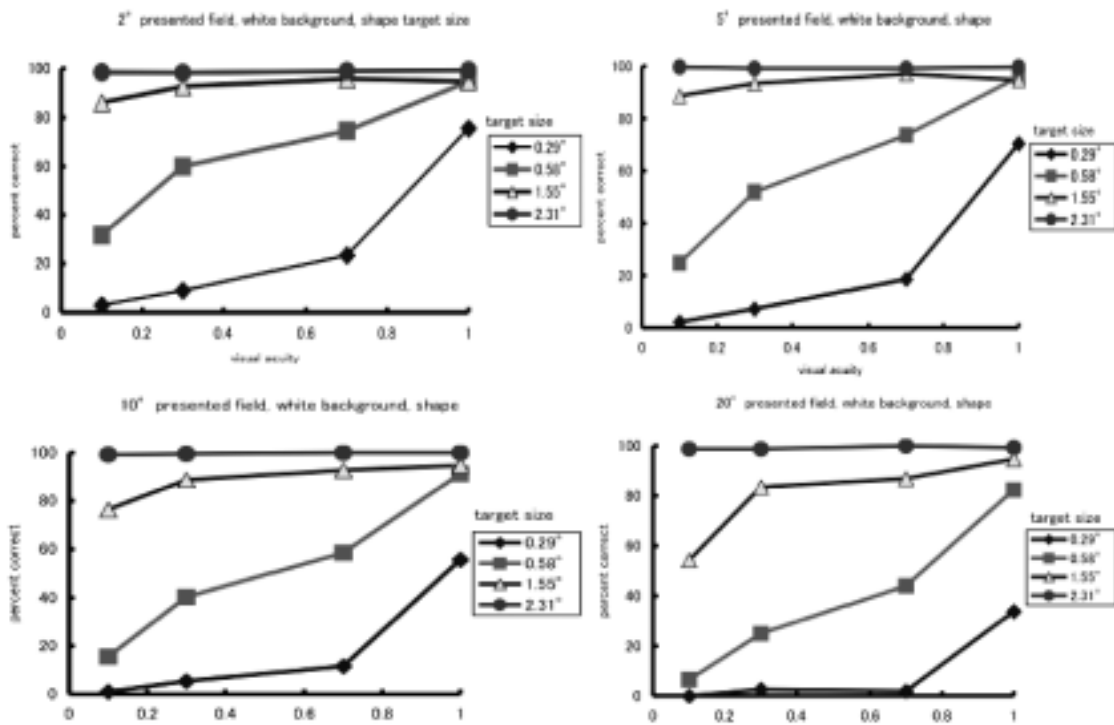 2° presented field, white background, shape target size
100
80
60
40
20
0
0 0.2 0.4 0.6 0.8 1
percent correct
visual acuity
target size
0.29°
0.58°
1.55°
2.31°
5° presented field, white background, shape
100
80
60
40
20
0
0 0.2 0.4 0.6 0.8 1
percent correct
visual acuity
target size
0.29°
0.58°
1.55°
2.31°
10° presented field, white background, shape
100
80
60
40
20
0
0 0.2 0.4 0.6 0.8 1
percent correct
target size
0.29°
0.58°
1.55°
2.31°
20° presented field, white background, shape
100
80
60
40
20
0
0 0.2 0.4 0.6 0.8 1
percent correct
target size
0.29°
0.58°
1.55°
2.31°